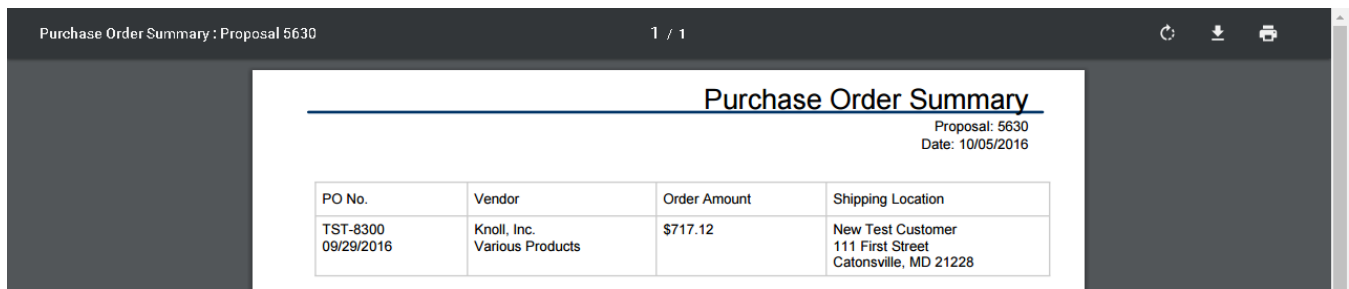 Purchase Order Summary : Proposal 5630
1 / 1
Purchase Order Summary
Proposal: 5630
Date: 10/05/2016
PO No. Vendor Order Amount Shipping Location
TST-8300 Knoll, Inc. $717.12 New Test Customer
09/29/2016 Various Products 111 First Street
Catonsville, MD 21228